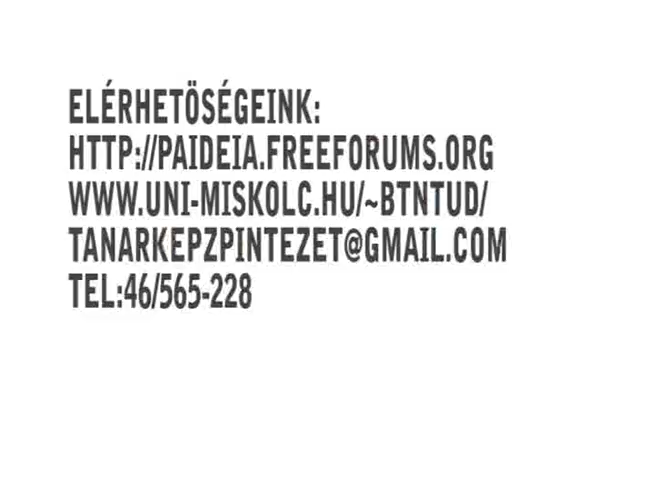 ELÉRHETÖSÉGEINK:
HTTP://PAIDEIA.FREEFORUMS.ORG
WWW.UNI-MISKOLC.HU/~BTNTUD/
TANARKEPZPINTEZET@GMAIL.COM
TEL:46/565-228